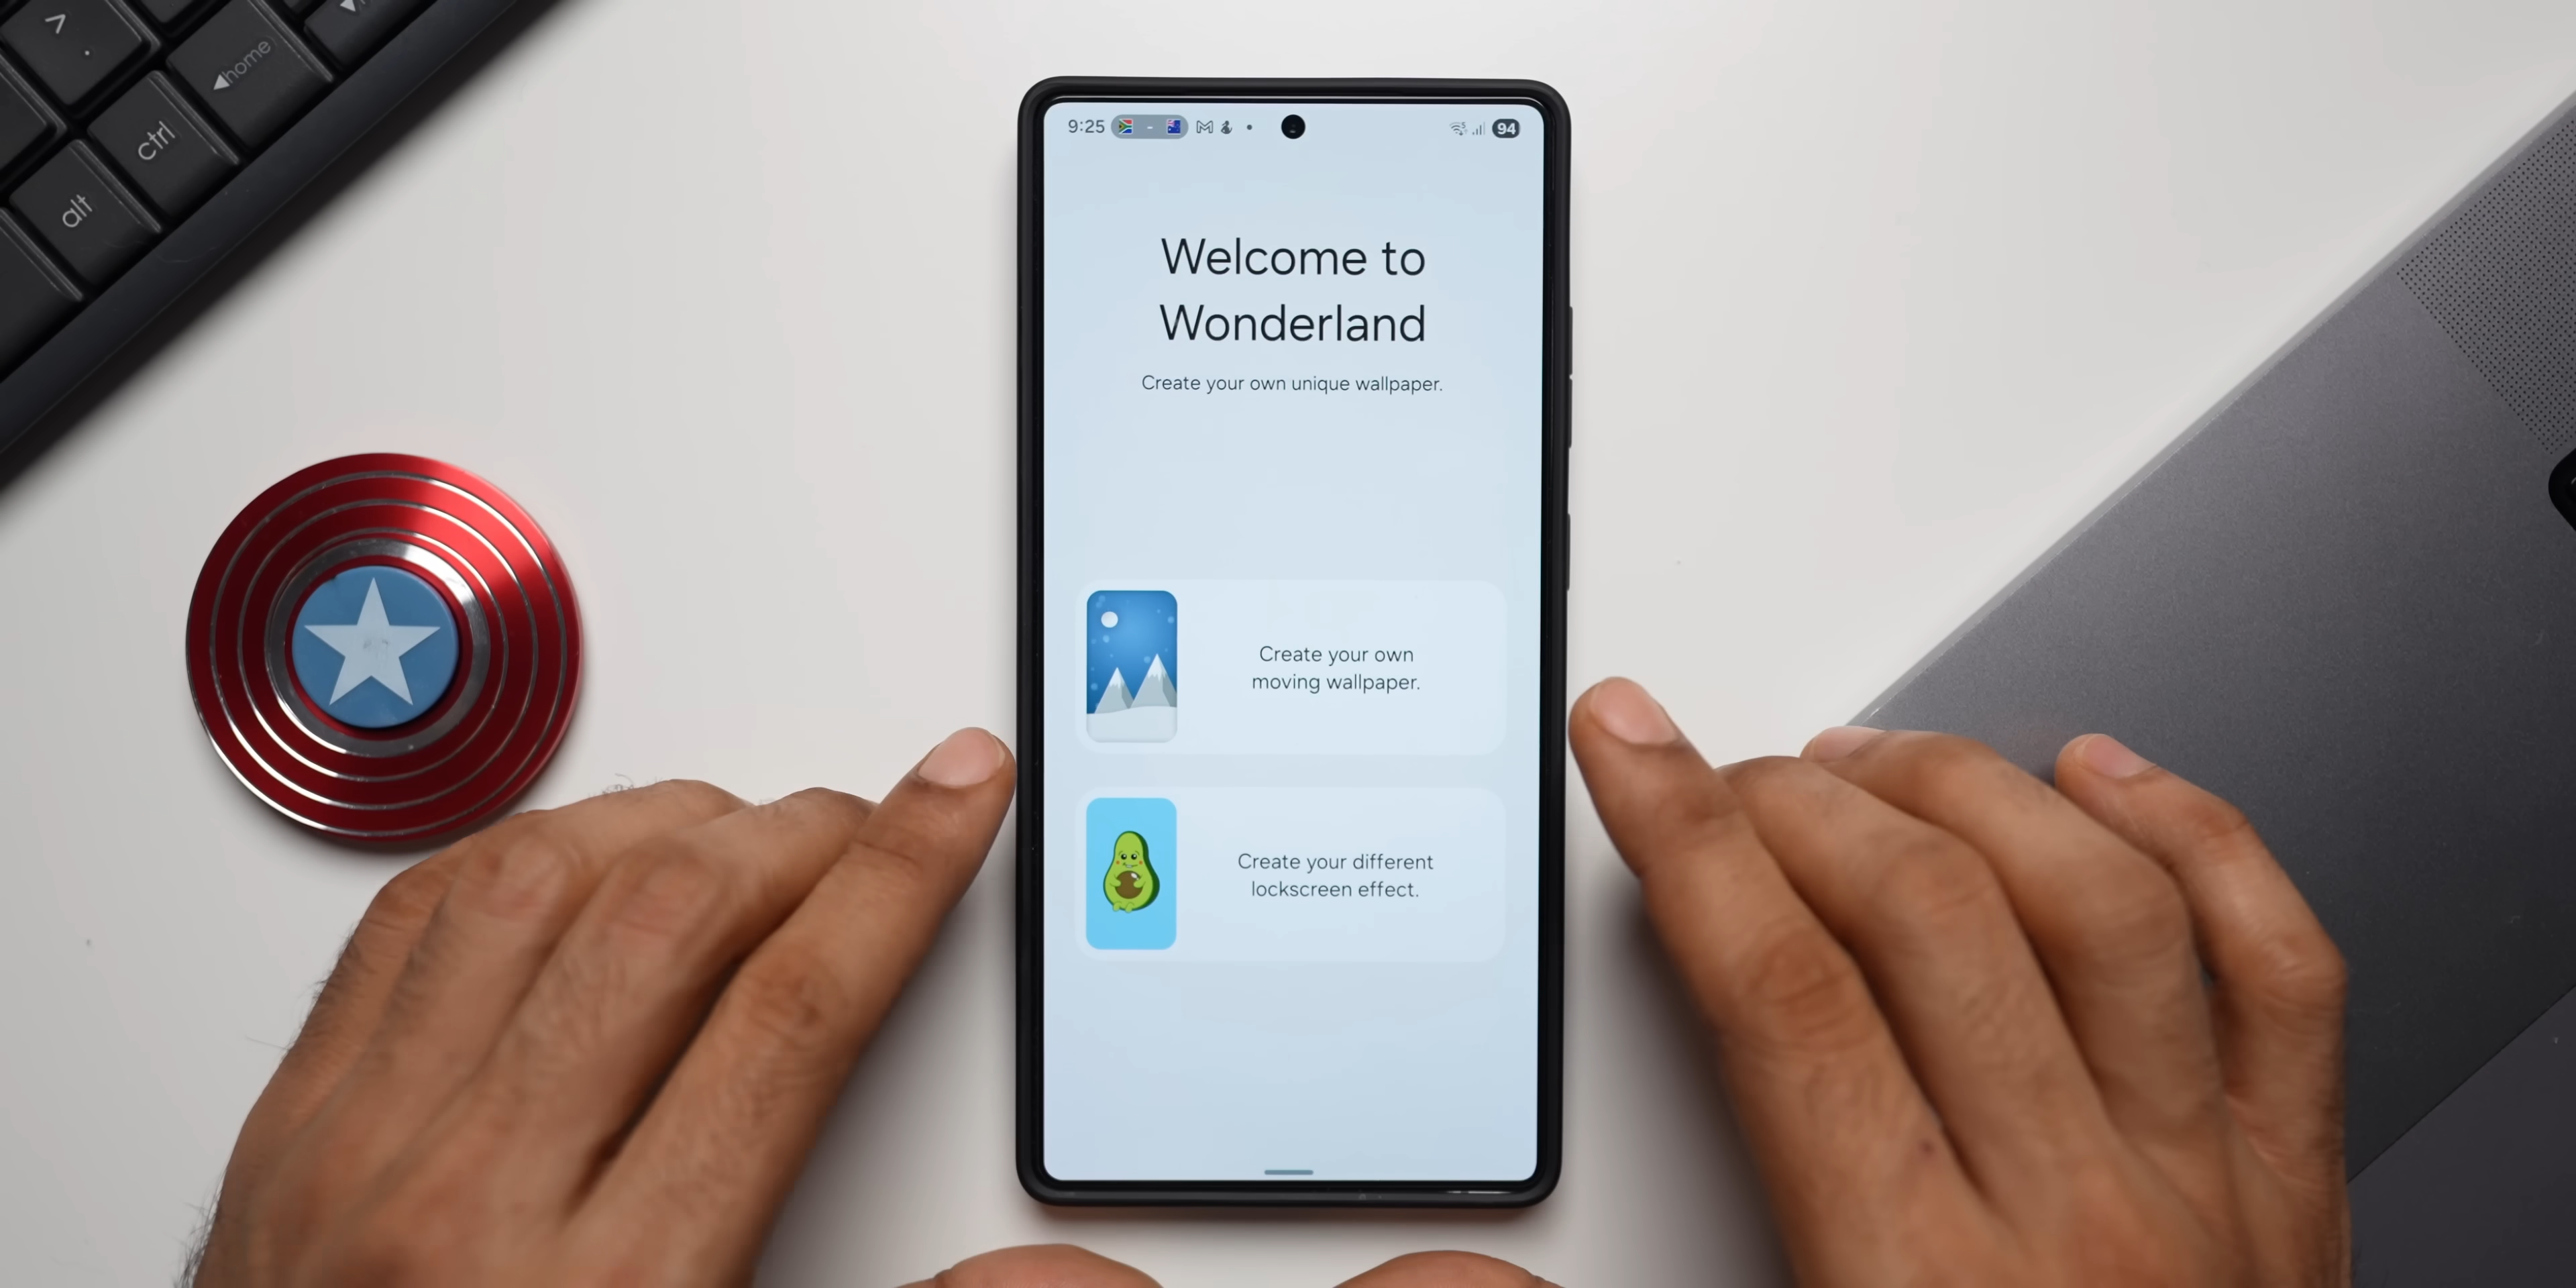 ^ .
home
ctrl
alt
9:25 - 94
Welcome to
Wonderland
Create your own unique wallpaper.
Create your own
moving wallpaper.
Create your different
lockscreen effect.